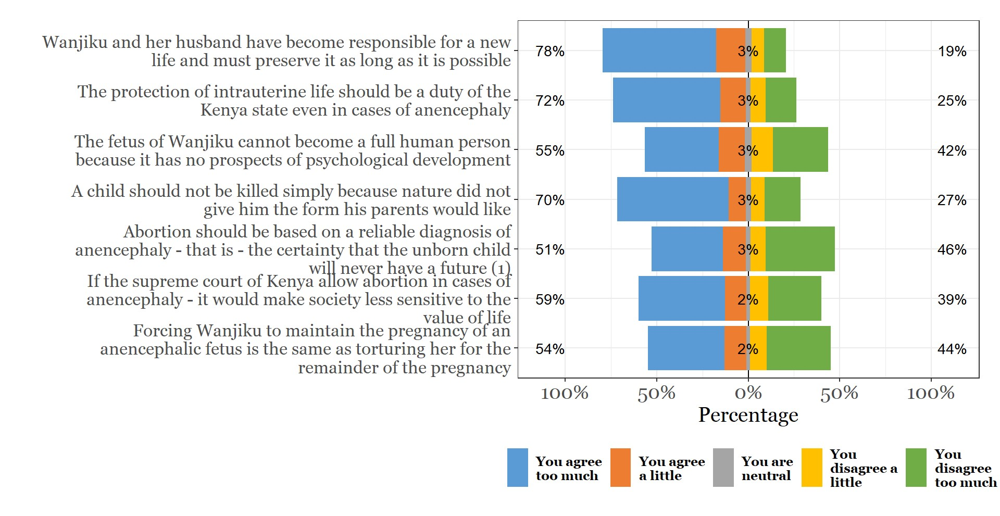 Wanjiku and her husband have become responsible for a new
life and must preserve it as long as it is possible
78%
3%
19%
The protection of intrauterine life should be a duty of the
Kenya state even in cases of anencephaly
72%
3%
25%
The fetus of Wanjiku cannot become a full human person
because it has no prospects of psychological development
55%
3%
42%
A child should not be killed simply because nature did not
give him the form his parents would like
70%
3%
27%
Abortion should be based on a reliable diagnosis of
anencephaly - that is - the certainty that the unborn child
will never have a future (1)
51%
3%
46%
If the supreme court of Kenya allow abortion in cases of
anencephaly - it would make society less sensitive to the
value of life
59%
2%
39%
Forcing Wanjiku to maintain the pregnancy of an
anencephalic fetus is the same as torturing her for the
remainder of the pregnancy
54%
2%
44%
100% 50% 0% 50% 100%
Percentage
You agree
too much
You agree
a little
You are
neutral
You
disagree a
little
You
disagree
too much